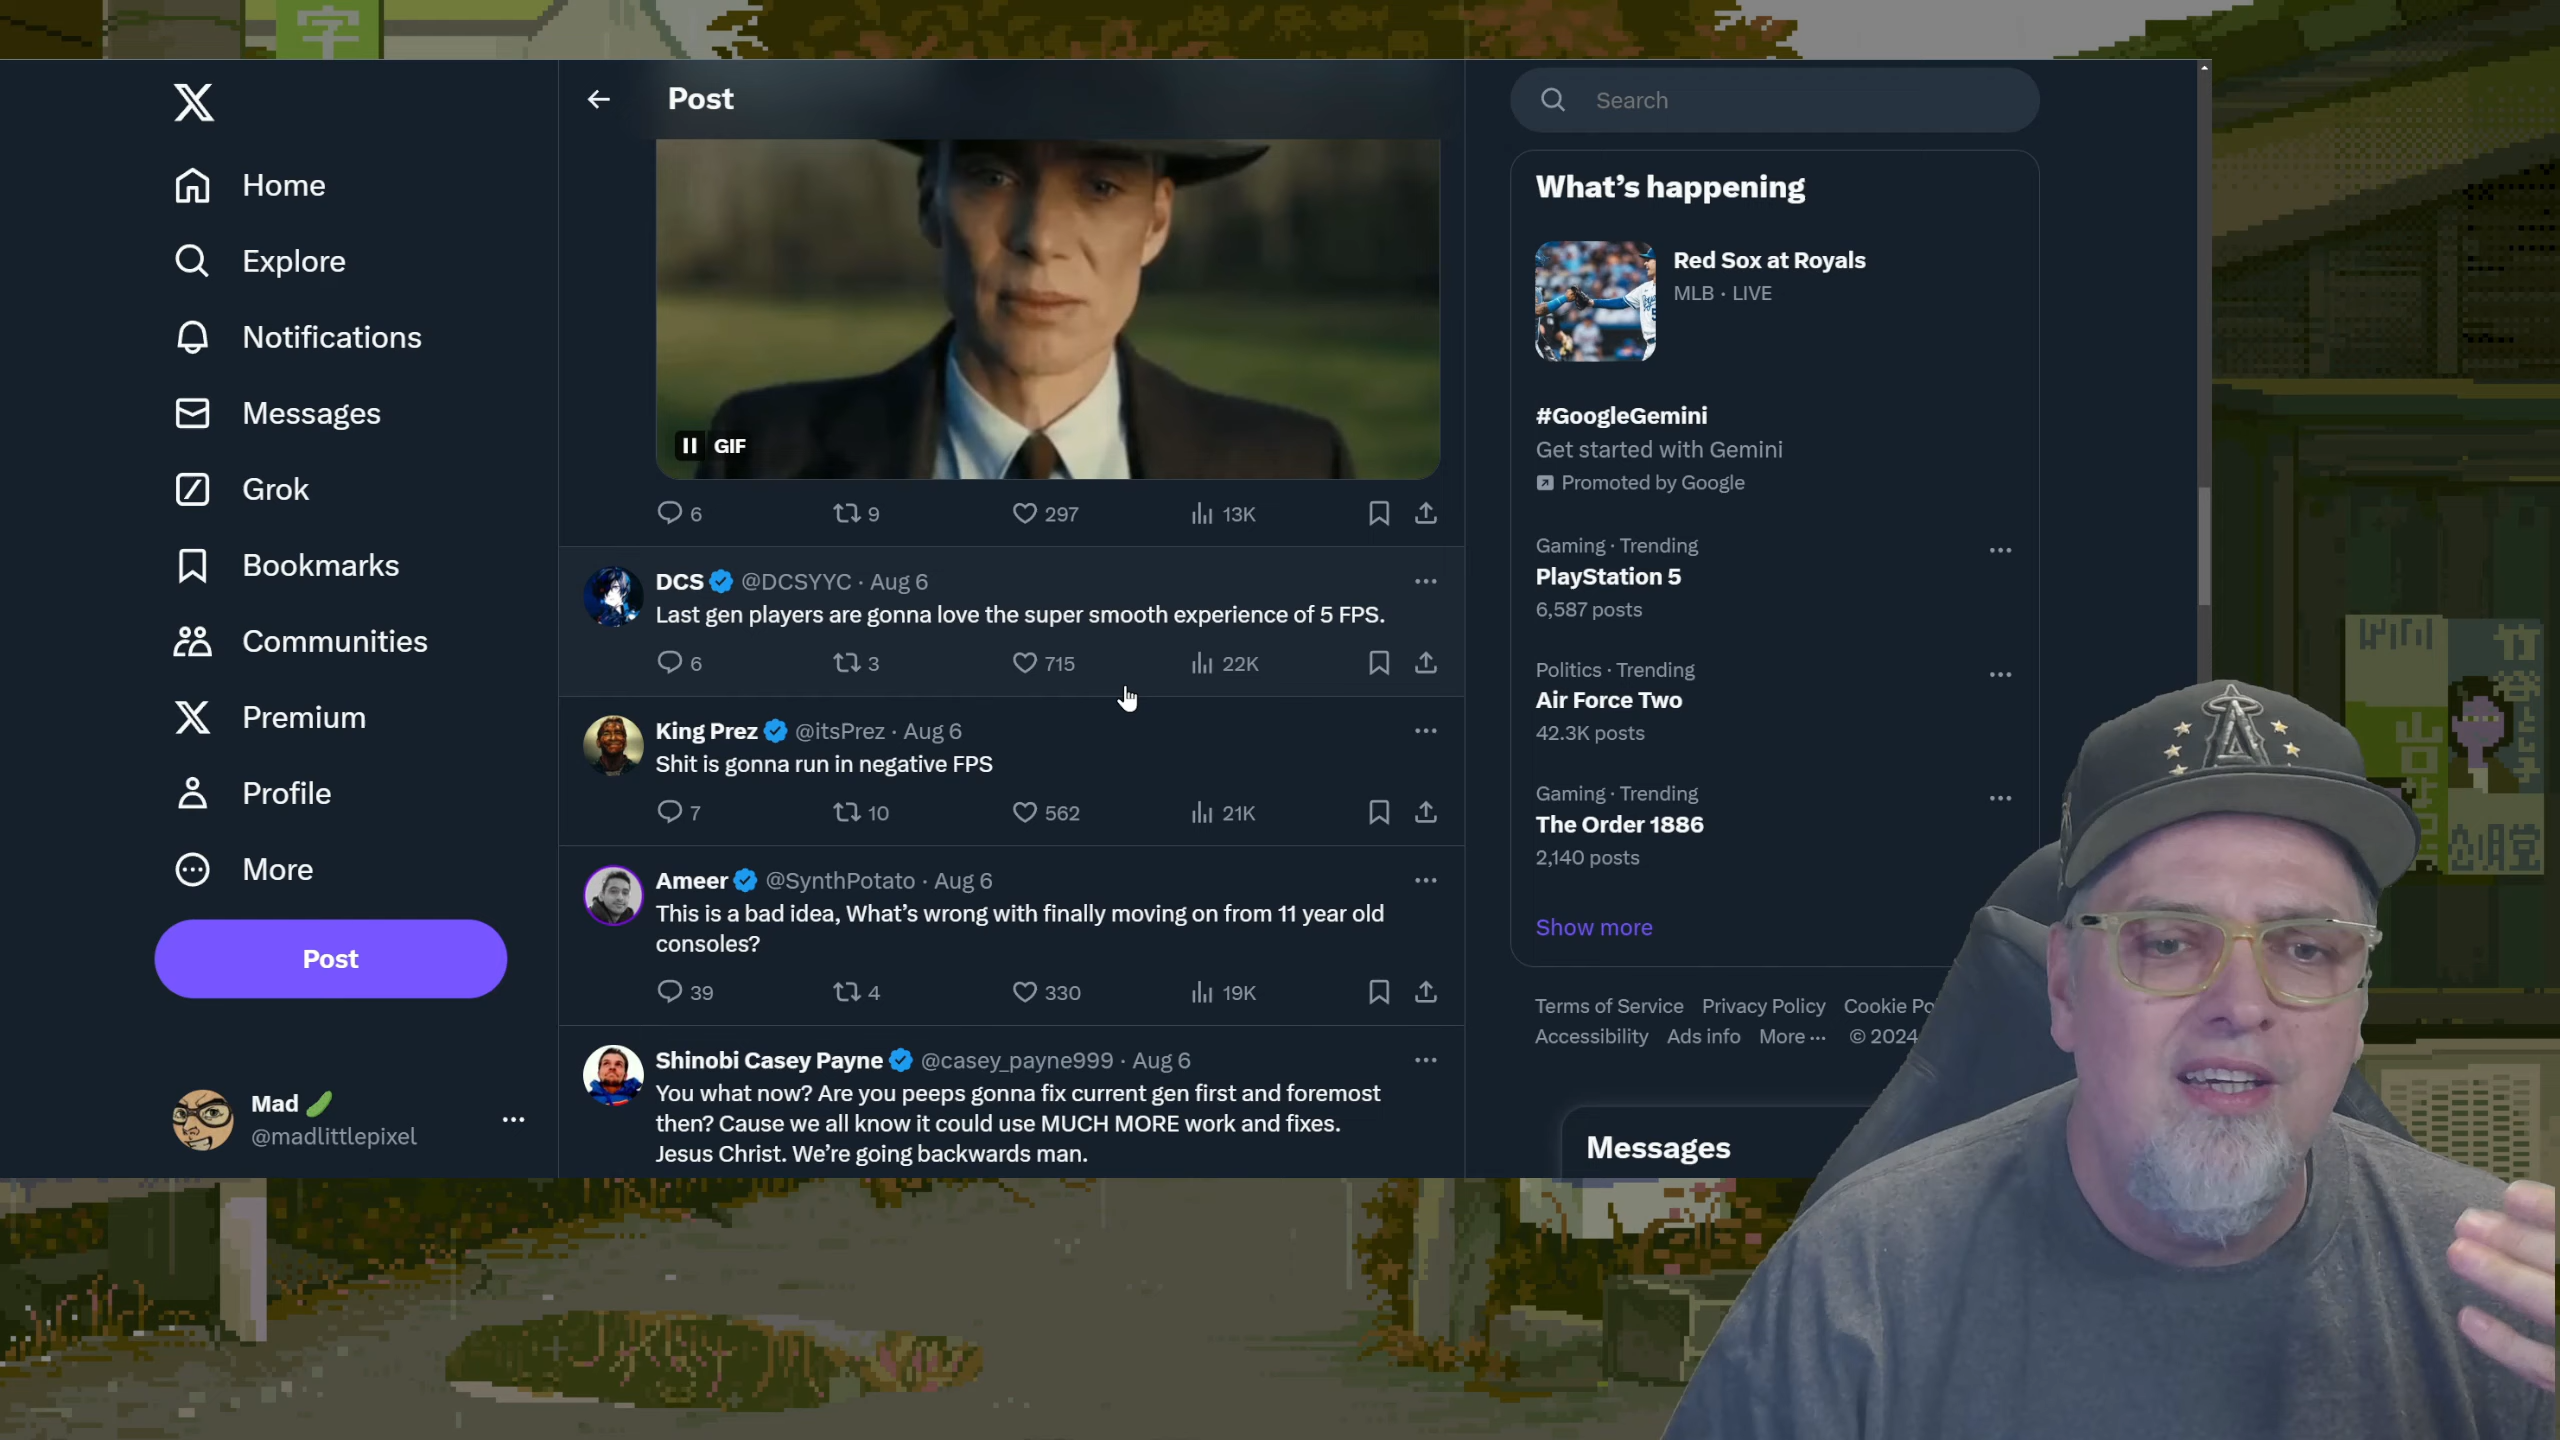 字
Home
Explore
Notifications
Messages
Grok
Bookmarks
Communities
Premium
Profile
More
Post
Mad
@madlittlepixel
Post
GIF
6 9 297 13K
DCS @DCSYYC · Aug 6
Last gen players are gonna love the super smooth experience of 5 FPS.
6 3 715 22K
King Prez @itsPrez · Aug 6
Shit is gonna run in negative FPS
7 10 562 21K
Ameer @SynthPotato · Aug 6
This is a bad idea, What's wrong with finally moving on from 11 year old
consoles?
39 4 330 19K
Shinobi Casey Payne @casey_payne999 · Aug 6
You what now? Are you peeps gonna fix current gen first and foremost
then? Cause we all know it could use MUCH MORE work and fixes.
Jesus Christ. We're going backwards man.
Search
What's happening
Red Sox at Royals
MLB · LIVE
#GoogleGemini
Get started with Gemini
Promoted by Google
Gaming · Trending
PlayStation 5
6,587 posts
Politics · Trending
Air Force Two
42.3K posts
Gaming · Trending
The Order 1886
2,140 posts
Show more
Terms of Service Privacy Policy Cookie Po
Accessibility Ads info More ··· © 2024
Messages
A